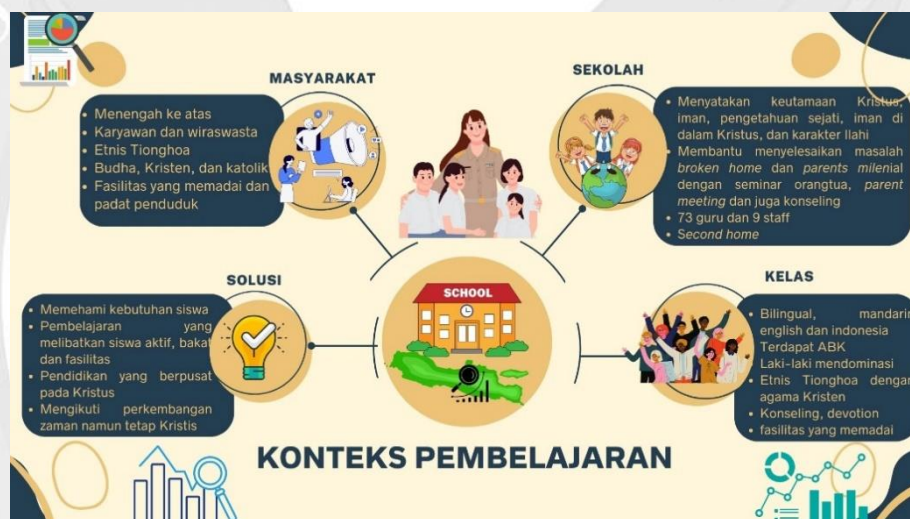 MASYARAKAT
• Menengah ke atas
• Karyawan dan wiraswasta
• Etnis Tionghoa
• Budha, Kristen, dan katolik
• Fasilitas yang memadai dan
padat penduduk
SEKOLAH
• Menyatakan keutamaan Kristus,
iman, pengetahuan sejati, iman di
dalam Kristus, dan karakter Ilahi
• Membantu menyelesaikan masalah
broken home dan parents milenial
dengan seminar orangtua, parent
meeting dan juga konseling
• 73 guru dan 9 staff
• Second home
SOLUSI
• Memehami kebutuhan siswa
• Pembelajaran yang
melibatkan siswa aktif, bakat
dan fasilitas
• Pendidikan yang berpusat
pada Kristus
• Mengikuti perkembangan
zaman namun tetap Kristis
SCHOOL
KELAS
• Bilingual, mandarin
english dan indonesia
Terdapat ABK
• Laki-laki mendominasi
• Etnis Tionghoa dengan
agama Kristen
• Konseling, devotion
• fasilitas yang memadai
KONTEKS PEMBELAJARAN